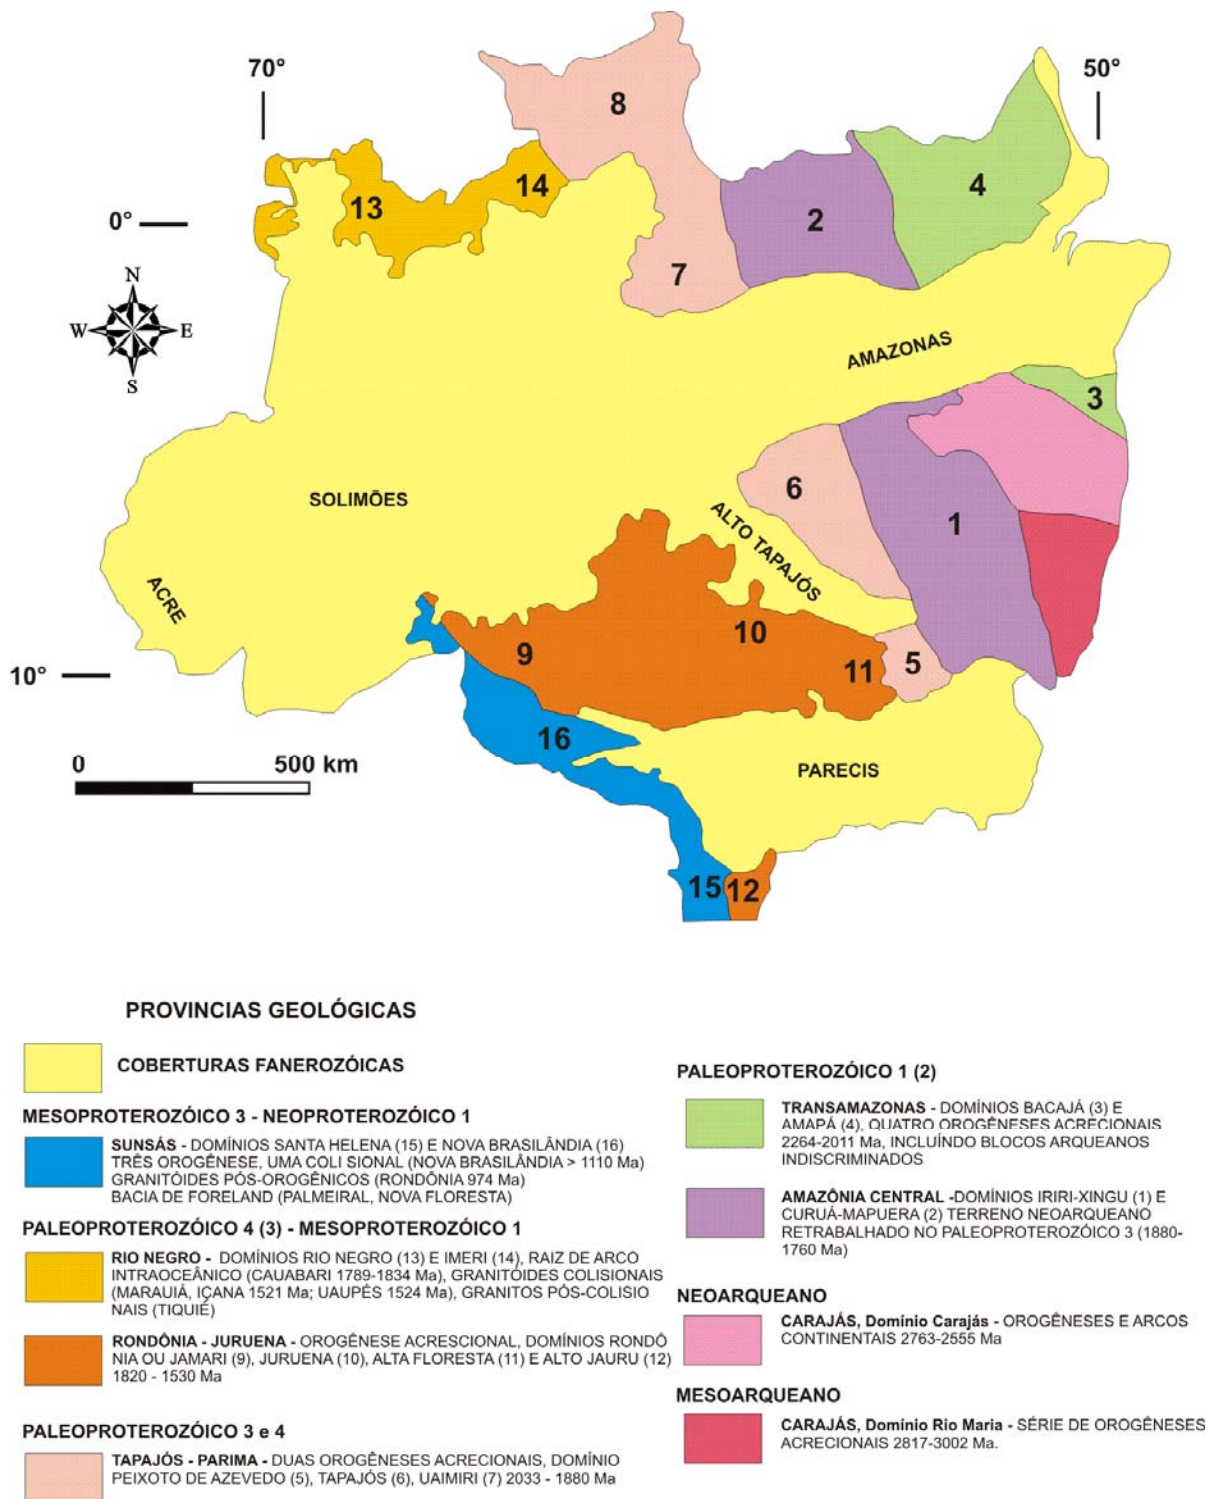 70°
50°
8
4
14
13
2
0°
7
N
W
E
S
AMAZONAS
3
6
SOLIMÕES
1
ALTO TAPAJÓS
ACRE
10
9
11
5
10°
16
0 500 km
PARECIS
15
12
PROVINCIAS GEOLÓGICAS
COBERTURAS FANEROZÓICAS
MESOPROTEROZÓICO 3 - NEOPROTEROZÓICO 1
SUNSÁS - DOMÍNIOS SANTA HELENA (15) E NOVA BRASILÂNDIA (16)
TRÊS OROGÊNESE, UMA COLI SIONAL (NOVA BRASILÂNDIA > 1110 Ma)
GRANITÓIDES PÓS-OROGÊNICOS (RONDÔNIA 974 Ma)
BACIA DE FORELAND (PALMEIRAL, NOVA FLORESTA)
PALEOPROTEROZÓICO 4 (3) - MESOPROTEROZÓICO 1
RIO NEGRO - DOMÍNIOS RIO NEGRO (13) E IMERI (14), RAIZ DE ARCO
INTRAOCEÂNICO (CAUABARI 1789-1834 Ma), GRANITÓIDES COLISIONAIS
(MARAUIÁ, IÇANA 1521 Ma; UAUPÉS 1524 Ma), GRANITOS PÓS-COLISIO
NAIS (TIQUIÉ)
RONDÔNIA - JURUENA - OROGÊNESE ACRESCIONAL, DOMÍNIOS RONDÔ
NIA OU JAMARI (9), JURUENA (10), ALTA FLORESTA (11) E ALTO JAURU (12)
1820 - 1530 Ma
PALEOPROTEROZÓICO 3 e 4
TAPAJÓS - PARIMA - DUAS OROGÊNESES ACRECIONAIS, DOMÍNIO
PEIXOTO DE AZEVEDO (5), TAPAJÓS (6), UAIMIRI (7) 2033 - 1880 Ma
PALEOPROTEROZÓICO 1 (2)
TRANSAMAZONAS - DOMÍNIOS BACAJÁ (3) E
AMAPÁ (4), QUATRO OROGÊNESES ACRECIONAIS
2264-2011 Ma, INCLUÍNDO BLOCOS ARQUEANOS
INDISCRIMINADOS
AMAZÔNIA CENTRAL -DOMÍNIOS IRIRI-XINGU (1) E
CURUÁ-MAPUERA (2) TERRENO NEOARQUEANO
RETRABALHADO NO PALEOPROTEROZÓICO 3 (1880-
1760 Ma)
NEOARQUEANO
CARAJÁS, Domínio Carajás - OROGÊNESES E ARCOS
CONTINENTAIS 2763-2555 Ma
MESOARQUEANO
CARAJÁS, Domínio Rio Maria - SÉRIE DE OROGÊNESES
ACRECIONAIS 2817-3002 Ma.